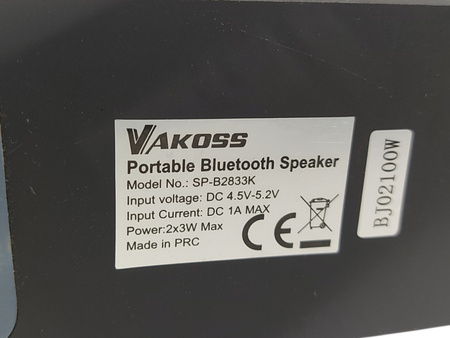 VAKOSS
Portable Bluetooth Speaker
Model No.: SP-B2833K
Input voltage: DC 4.5V-5.2V
Input Current: DC 1A MAX
Power:2x3W Max
Made in PRC
CE
BJ02100W